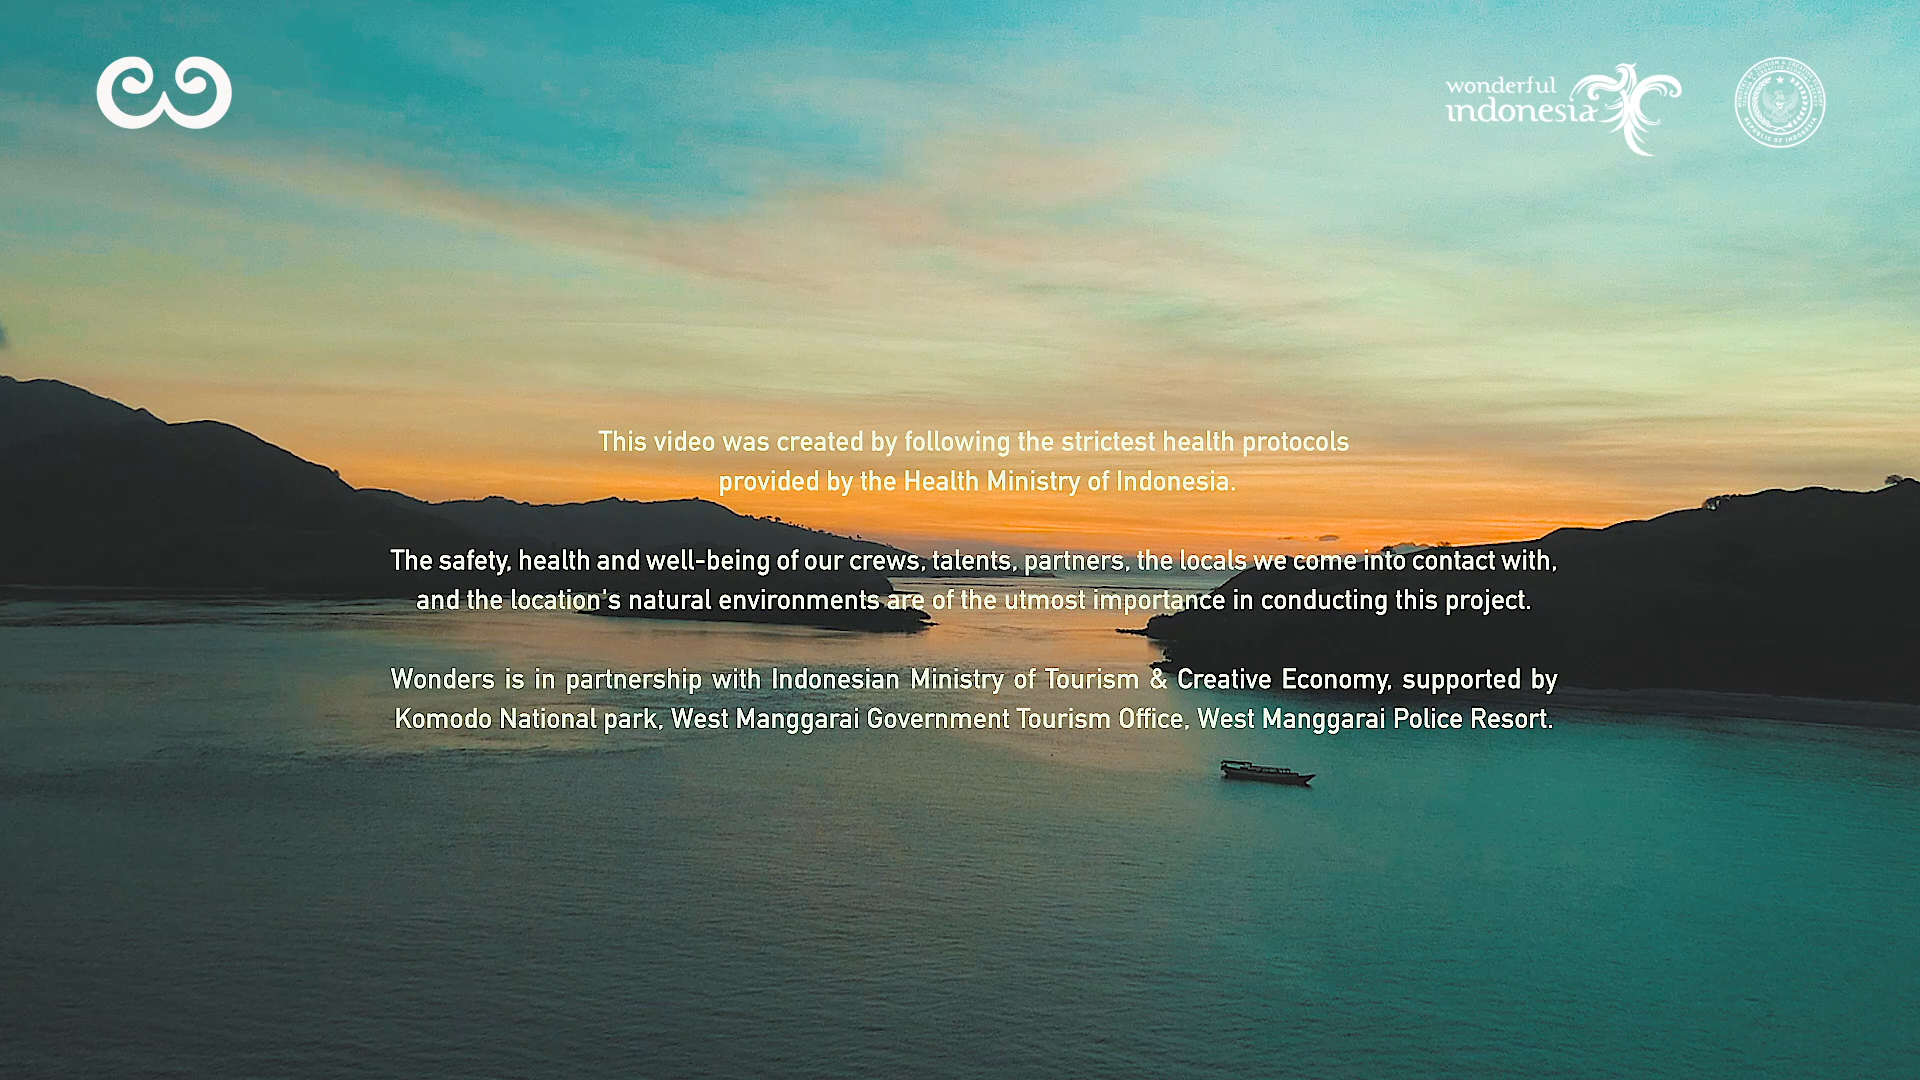 wonderful
indonesia
This video was created by following the strictest health protocols
provided by the Health Ministry of Indonesia.
The safety, health and well-being of our crews, talents, partners, the locals we come into contact with,
and the location's natural environments are of the utmost importance in conducting this project.
Wonders is in partnership with Indonesian Ministry of Tourism & Creative Economy, supported by
Komodo National park, West Manggarai Government Tourism Office, West Manggarai Police Resort.